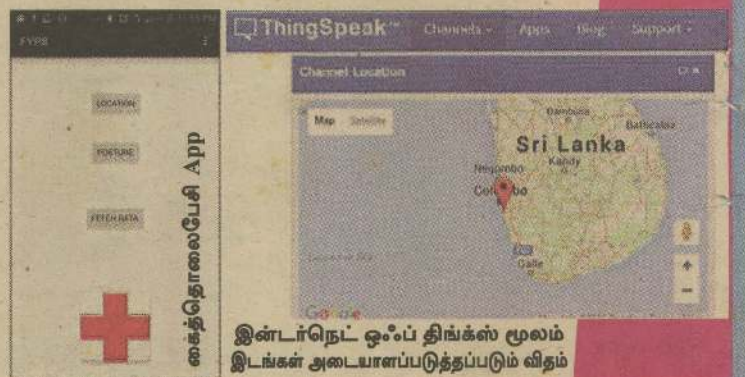 FYPB
LOCATION
POSTURE
FETCH DATA
கைத்தொலைபேசி App
ThingSpeak™
Channels
Apps
Blog
Support
Channel Location
Map Satellite
Dambulla
Batticaloa
Sri Lanka
Kandy
Negombo
Colombo
Galle
Google
இன்டர்நெட் ஒஃப் திங்க்ஸ் மூலம்
இடங்கள் அடையாளப்படுத்தப்படும் விதம்